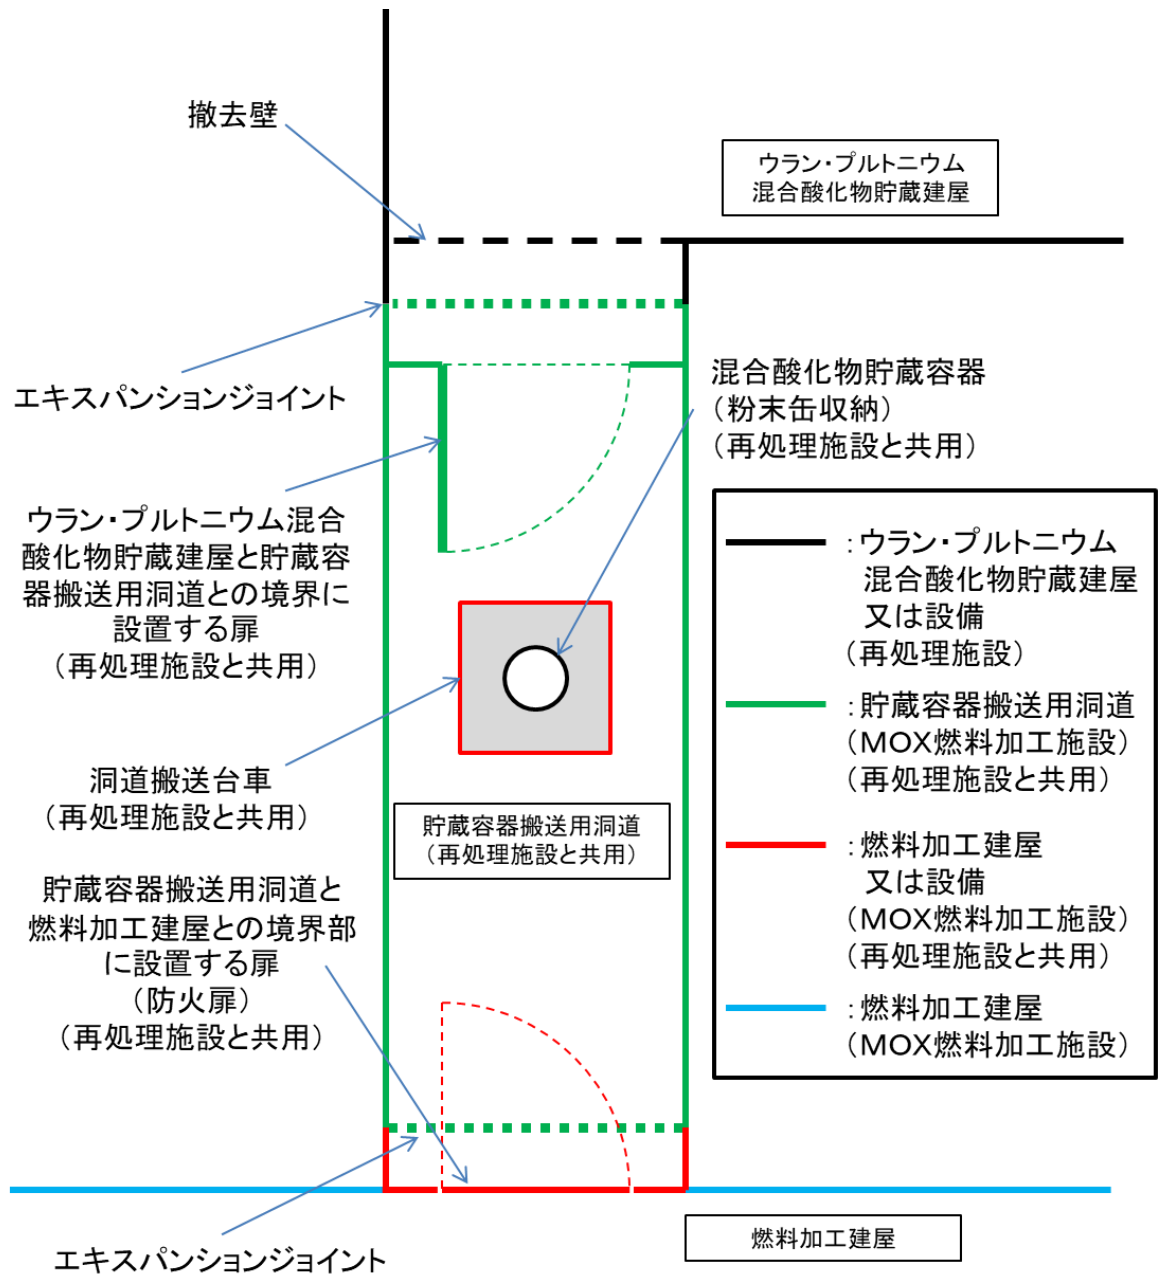 撤去壁
ウラン・プルトニウム
混合酸化物貯蔵建屋
エキスパンションジョイント
混合酸化物貯蔵容器
（粉末缶収納）
（再処理施設と共用）
ウラン・プルトニウム混合
酸化物貯蔵建屋と貯蔵容
器搬送用洞道との境界に
設置する扉
（再処理施設と共用）
洞道搬送台車
（再処理施設と共用）
貯蔵容器搬送用洞道
（再処理施設と共用）
貯蔵容器搬送用洞道と
燃料加工建屋との境界部
に設置する扉
（防火扉）
（再処理施設と共用）
：ウラン・プルトニウム
混合酸化物貯蔵建屋
又は設備
（再処理施設）
：貯蔵容器搬送用洞道
（ＭＯＸ燃料加工施設）
（再処理施設と共用）
：燃料加工建屋
又は設備
（ＭＯＸ燃料加工施設）
（再処理施設と共用）
：燃料加工建屋
（ＭＯＸ燃料加工施設）
エキスパンションジョイント
燃料加工建屋